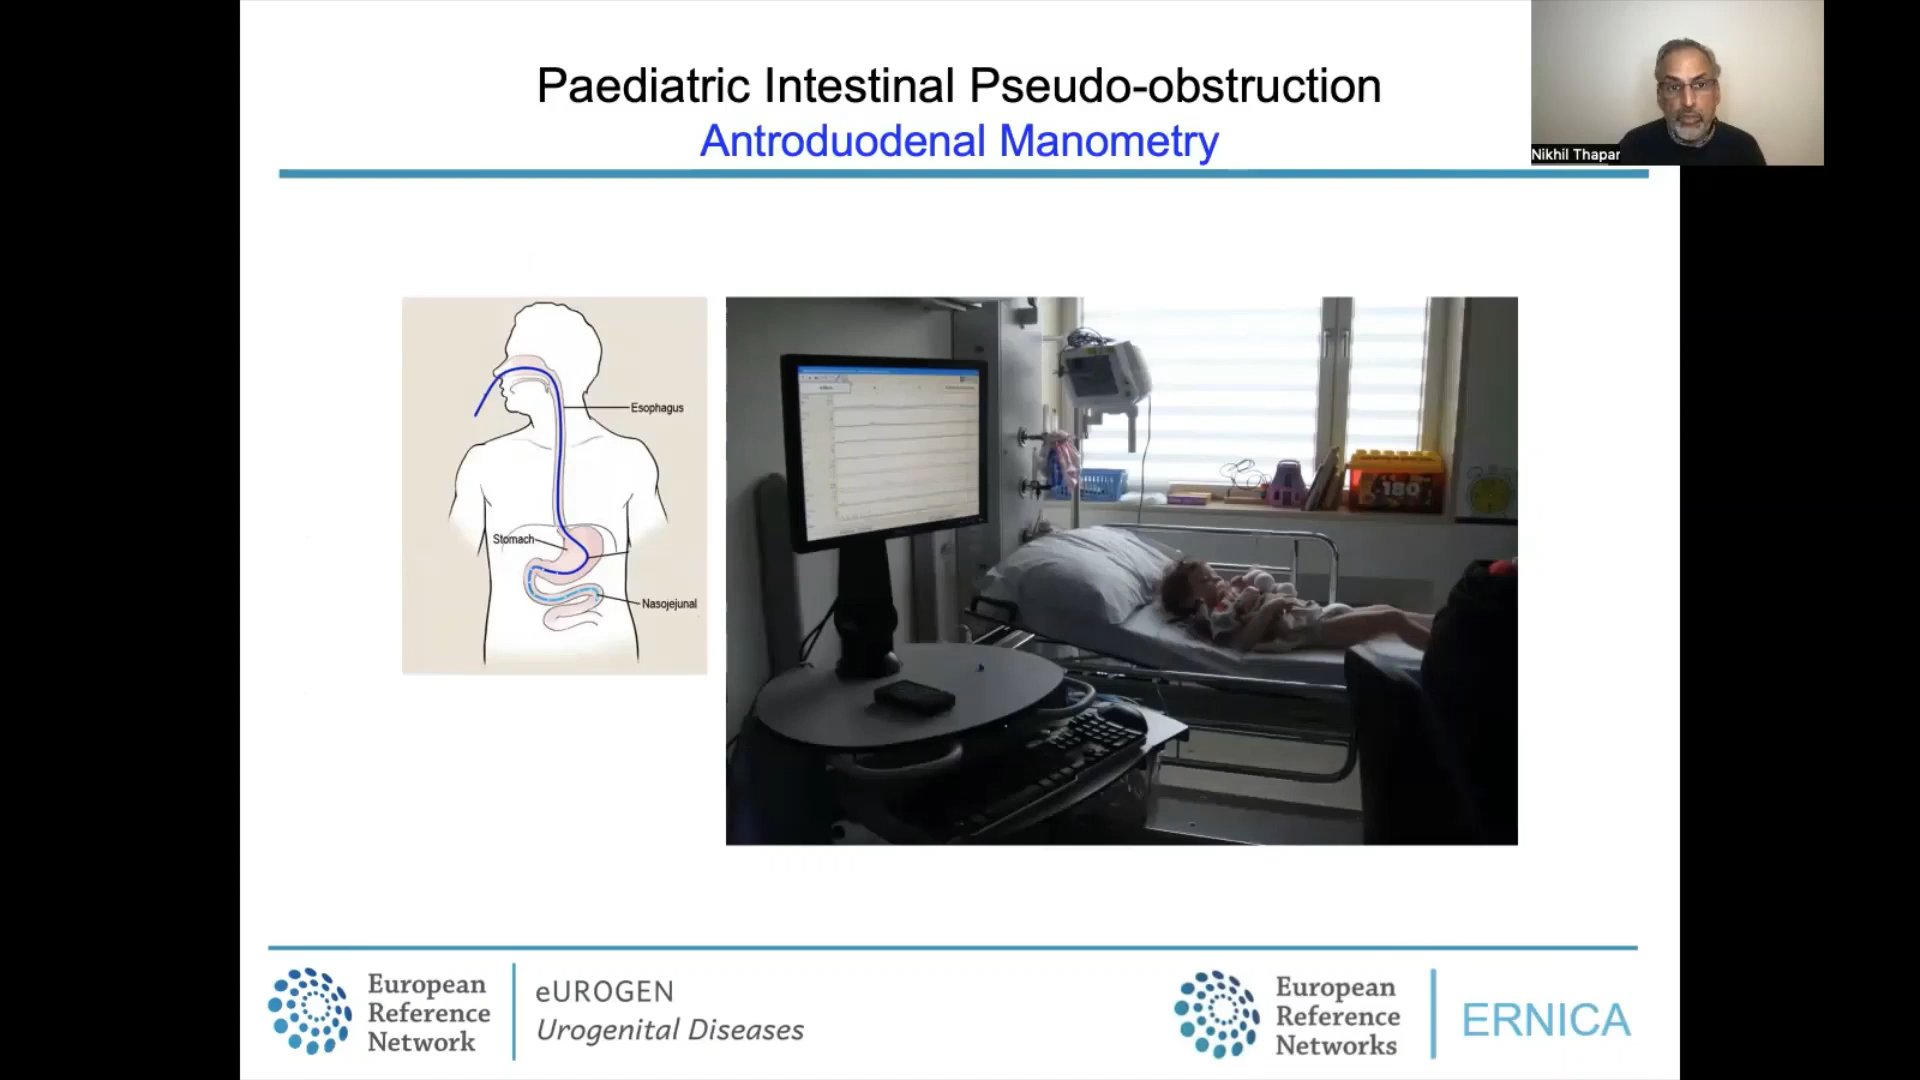 Paediatric Intestinal Pseudo-obstruction
Antroduodenal Manometry
Nikhil Thapar
Esophagus
Stomach
Nasojejunal
180
European
Reference
Network
eUROGEN
Urogenital Diseases
European
Reference
Networks
ERNICA